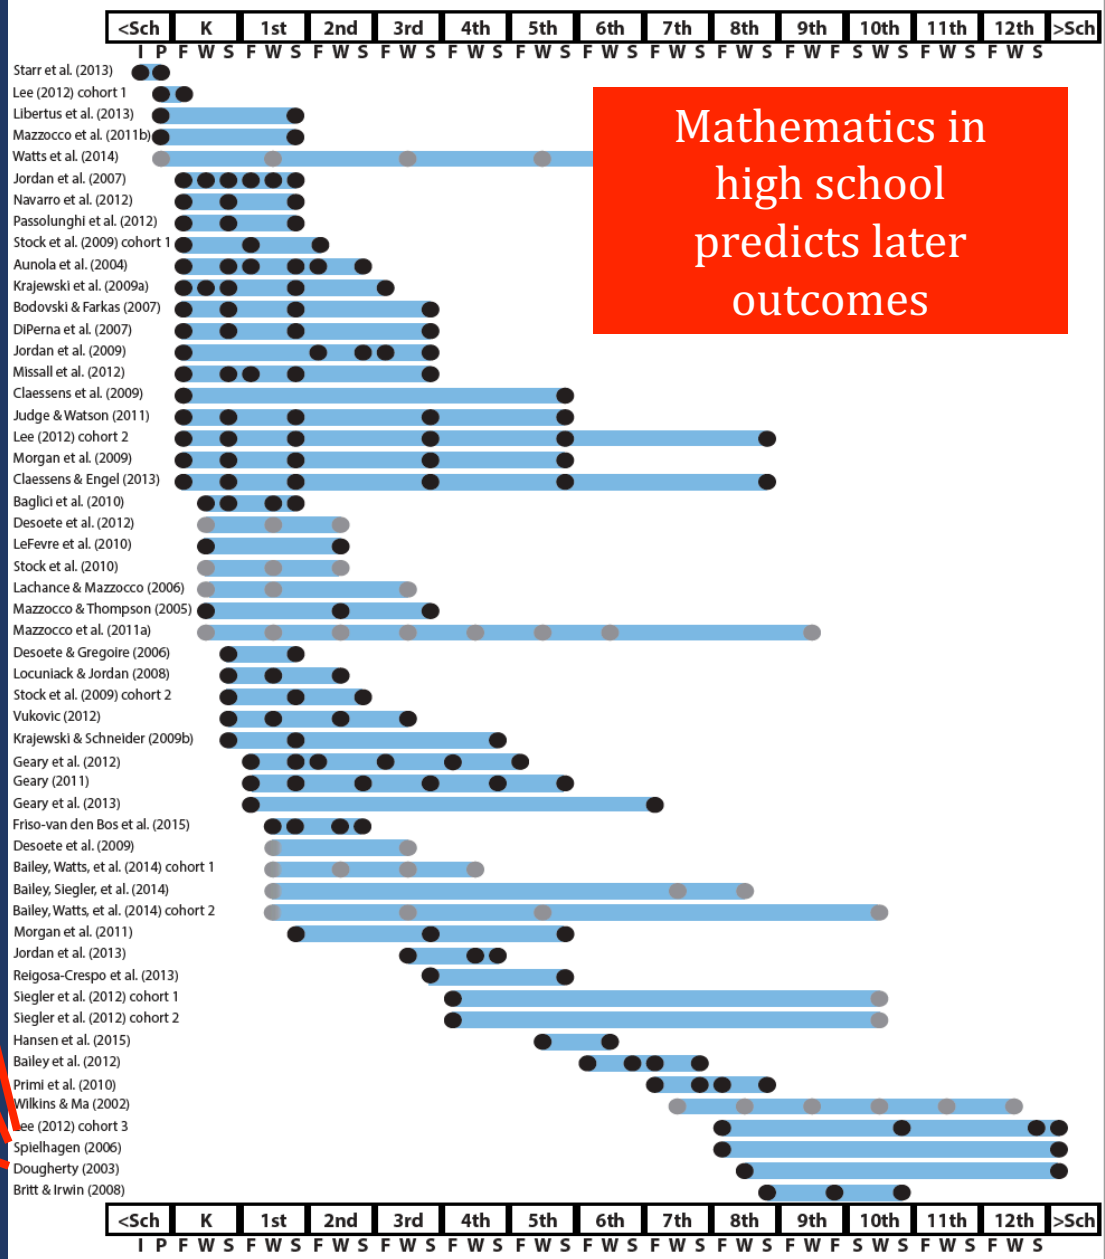 <Sch K 1st 2nd 3rd 4th 5th 6th 7th 8th 9th 10th 11th 12th >Sch
I P F W S F W S F W S F W S F W S F W S F W S F W S F W S F W F S W S F W S F W S
Mathematics in
high school
predicts later
outcomes
Starr et al. (2013)
Lee (2012) cohort 1
Libertus et al. (2013)
Mazzocco et al. (2011b)
Watts et al. (2014)
Jordan et al. (2007)
Navarro et al. (2012)
Passolunghi et al. (2012)
Stock et al. (2009) cohort 1
Aunola et al. (2004)
Krajewski et al. (2009a)
Bodovski & Farkas (2007)
DiPerna et al. (2007)
Jordan et al. (2009)
Missall et al. (2012)
Claessens et al. (2009)
Judge & Watson (2011)
Lee (2012) cohort 2
Morgan et al. (2009)
Claessens & Engel (2013)
Baglici et al. (2010)
Desoete et al. (2012)
LeFevre et al. (2010)
Stock et al. (2010)
Lachance & Mazzocco (2006)
Mazzocco & Thompson (2005)
Mazzocco et al. (2011a)
Desoete & Gregoire (2006)
Locuniack & Jordan (2008)
Stock et al. (2009) cohort 2
Vukovic (2012)
Krajewski & Schneider (2009b)
Geary et al. (2012)
Geary (2011)
Geary et al. (2013)
Friso-van den Bos et al. (2015)
Desoete et al. (2009)
Bailey, Watts, et al. (2014) cohort 1
Bailey, Siegler, et al. (2014)
Bailey, Watts, et al. (2014) cohort 2
Morgan et al. (2011)
Jordan et al. (2013)
Reigosa-Crespo et al. (2013)
Siegler et al. (2012) cohort 1
Siegler et al. (2012) cohort 2
Hansen et al. (2015)
Bailey et al. (2012)
Primi et al. (2010)
Wilkins & Ma (2002)
Lee (2012) cohort 3
Spielhagen (2006)
Dougherty (2003)
Britt & Irwin (2008)
<Sch K 1st 2nd 3rd 4th 5th 6th 7th 8th 9th 10th 11th 12th >Sch
I P F W S F W S F W S F W S F W S F W S F W S F W S F W S F W F S W S F W S F W S